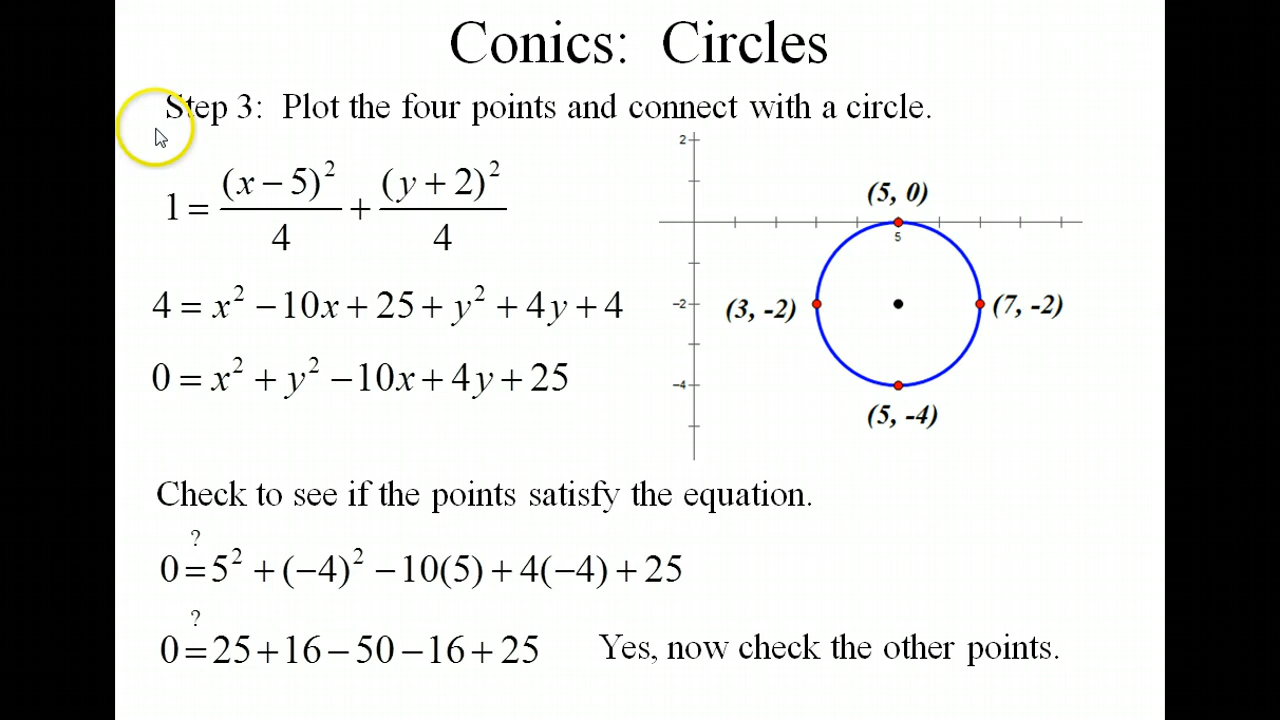 Conics:  Circles
Step 3:  Plot the four points and connect with a circle.
1 = (x − 5)²/4 + (y + 2)²/4
4 = x² − 10x + 25 + y² + 4y + 4
0 = x² + y² − 10x + 4y + 25
2
(5, 0)
5
−2
(3, -2)
(7, -2)
−4
(5, -4)
Check to see if the points satisfy the equation.
?
0 = 5² + (−4)² − 10(5) + 4(−4) + 25
?
0 = 25 + 16 − 50 − 16 + 25
Yes, now check the other points.